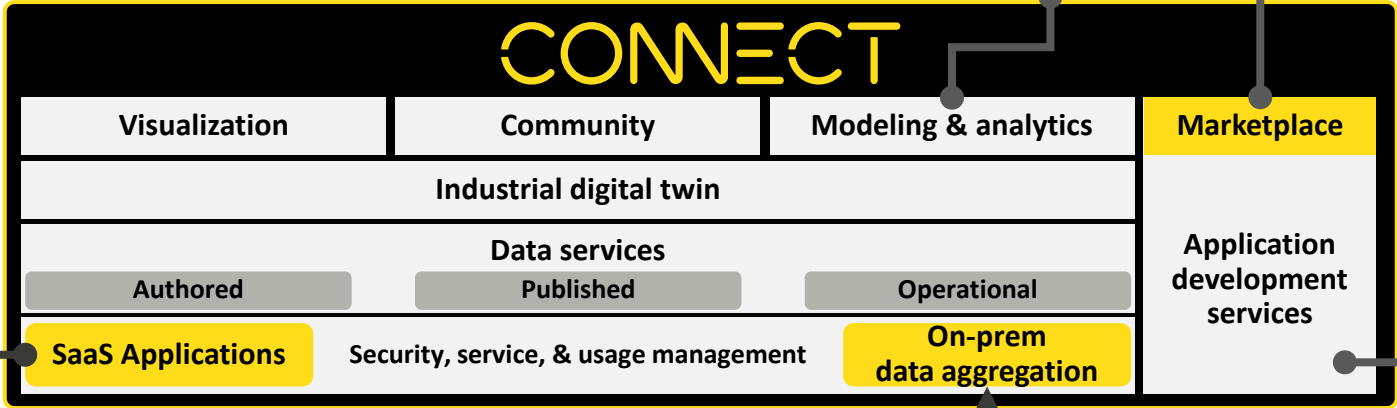 CONNECT
Visualization
Community
Modeling & analytics
Marketplace
Industrial digital twin
Data services
Authored
Published
Operational
Application
development
services
SaaS Applications
Security, service, & usage management
On-prem
data aggregation